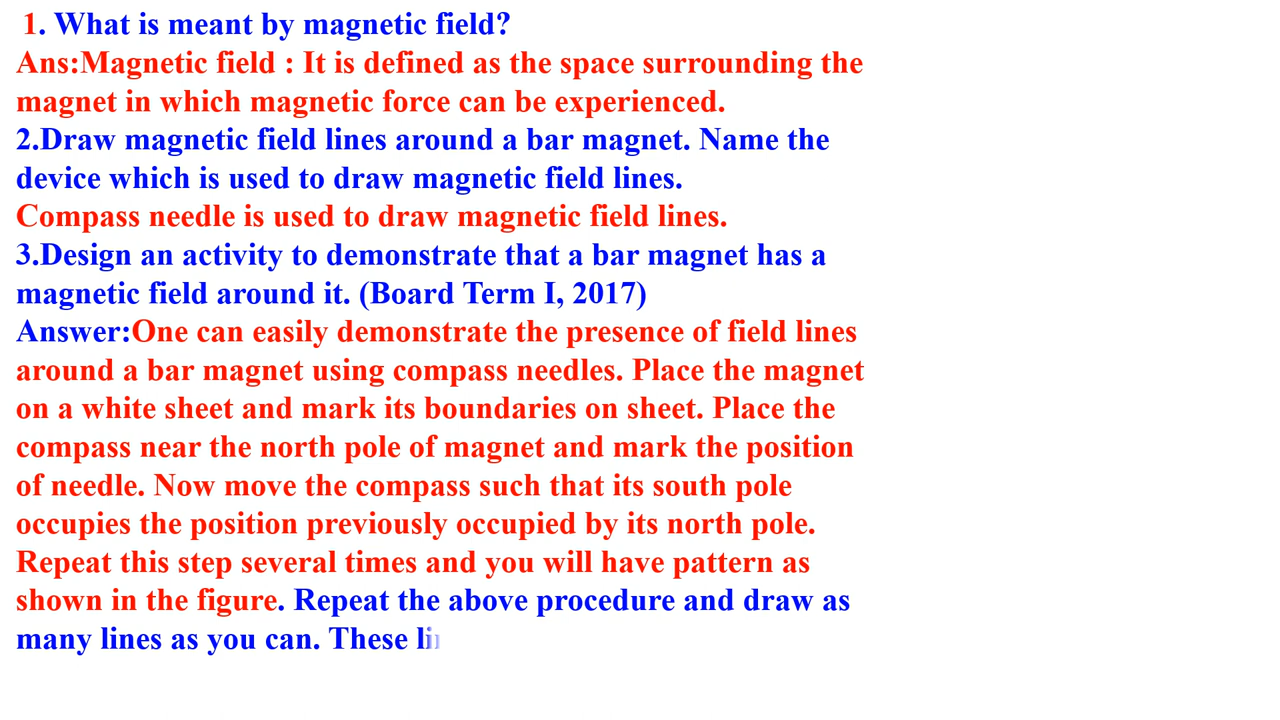 1. What is meant by magnetic field?
Ans:Magnetic field : It is defined as the space surrounding the
magnet in which magnetic force can be experienced.
2.Draw magnetic field lines around a bar magnet. Name the
device which is used to draw magnetic field lines.
Compass needle is used to draw magnetic field lines.
3.Design an activity to demonstrate that a bar magnet has a
magnetic field around it. (Board Term I, 2017)
Answer:One can easily demonstrate the presence of field lines
around a bar magnet using compass needles. Place the magnet
on a white sheet and mark its boundaries on sheet. Place the
compass near the north pole of magnet and mark the position
of needle. Now move the compass such that its south pole
occupies the position previously occupied by its north pole.
Repeat this step several times and you will have pattern as
shown in the figure. Repeat the above procedure and draw as
many lines as you can. These